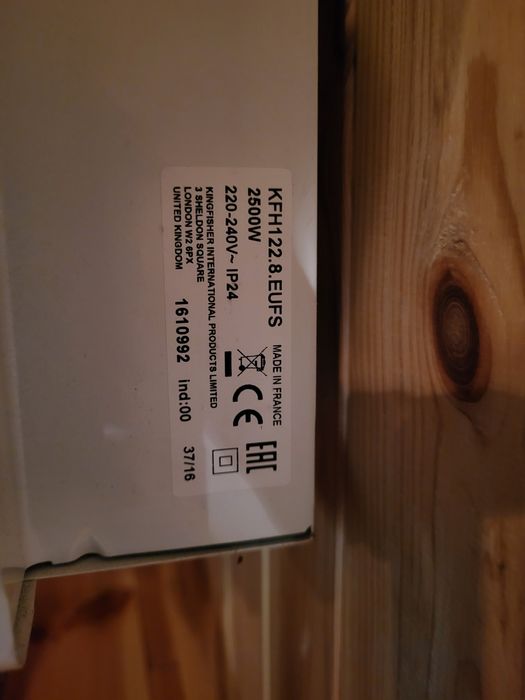 KFH122.8.EUFS MADE IN FRANCE
2500W
220-240V~ IP24
CE EAC
KINGFISHER INTERNATIONAL PRODUCTS LIMITED
3 SHELDON SQUARE
LONDON W2 6PX
UNITED KINGDOM
1610992 ind:00 37/16